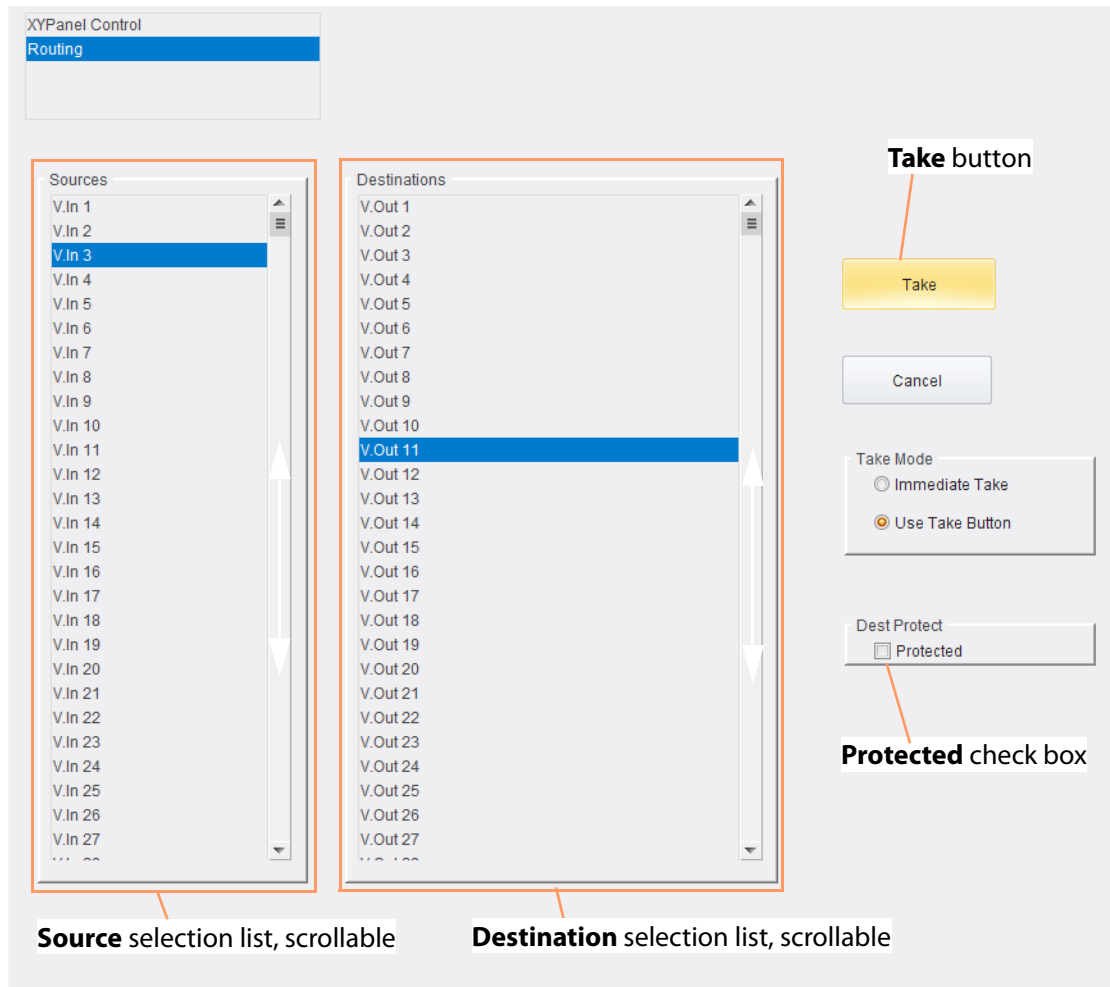 XYPanel Control
Routing
Take button
Sources
V.In 1
V.In 2
V.In 3
V.In 4
V.In 5
V.In 6
V.In 7
V.In 8
V.In 9
V.In 10
V.In 11
V.In 12
V.In 13
V.In 14
V.In 15
V.In 16
V.In 17
V.In 18
V.In 19
V.In 20
V.In 21
V.In 22
V.In 23
V.In 24
V.In 25
V.In 26
V.In 27
Destinations
V.Out 1
V.Out 2
V.Out 3
V.Out 4
V.Out 5
V.Out 6
V.Out 7
V.Out 8
V.Out 9
V.Out 10
V.Out 11
V.Out 12
V.Out 13
V.Out 14
V.Out 15
V.Out 16
V.Out 17
V.Out 18
V.Out 19
V.Out 20
V.Out 21
V.Out 22
V.Out 23
V.Out 24
V.Out 25
V.Out 26
V.Out 27
Take
Cancel
Take Mode
Immediate Take
Use Take Button
Dest Protect
Protected
Protected check box
Source selection list, scrollable
Destination selection list, scrollable